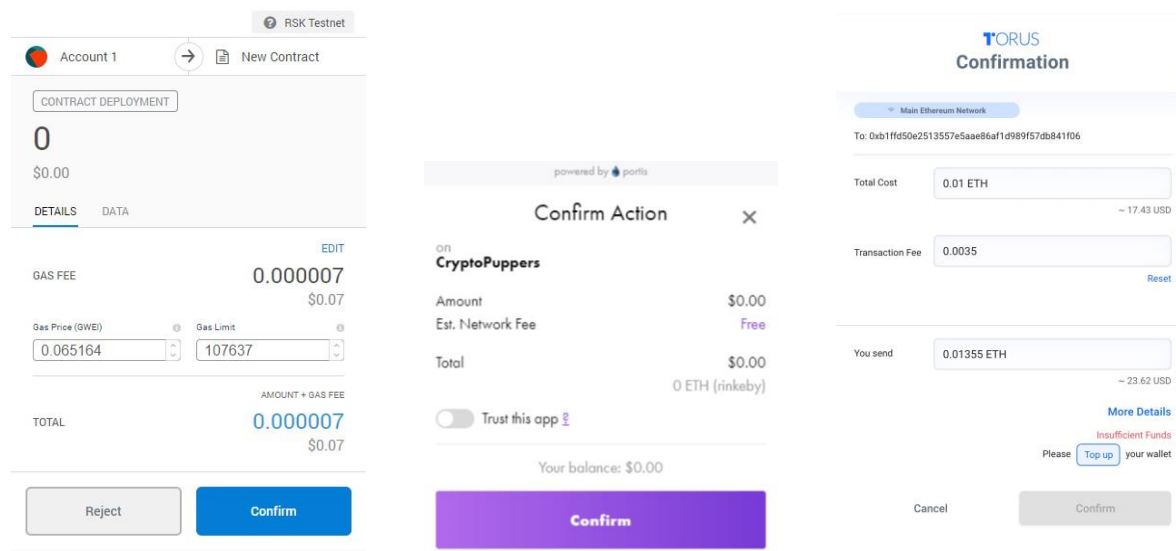 RSK Testnet
Account 1
New Contract
CONTRACT DEPLOYMENT
0
$0.00
DETAILS DATA
EDIT
GAS FEE 0.000007
$0.07
Gas Price (GWEI) Gas Limit
0.065164 107637
AMOUNT + GAS FEE
TOTAL 0.000007
$0.07
Reject Confirm
powered by portis
Confirm Action
on
CryptoPuppers
Amount $0.00
Est. Network Fee Free
Total $0.00
0 ETH (rinkeby)
Trust this app ?
Your balance: $0.00
Confirm
TORUS
Confirmation
Main Ethereum Network
To: 0xb1ffd50e2513557e5aae86af1d989f57db841f06
Total Cost 0.01 ETH
~ 17.43 USD
Transaction Fee 0.0035
Reset
You send 0.01355 ETH
~ 23.62 USD
More Details
Insufficient Funds
Please Top up your wallet
Cancel Confirm